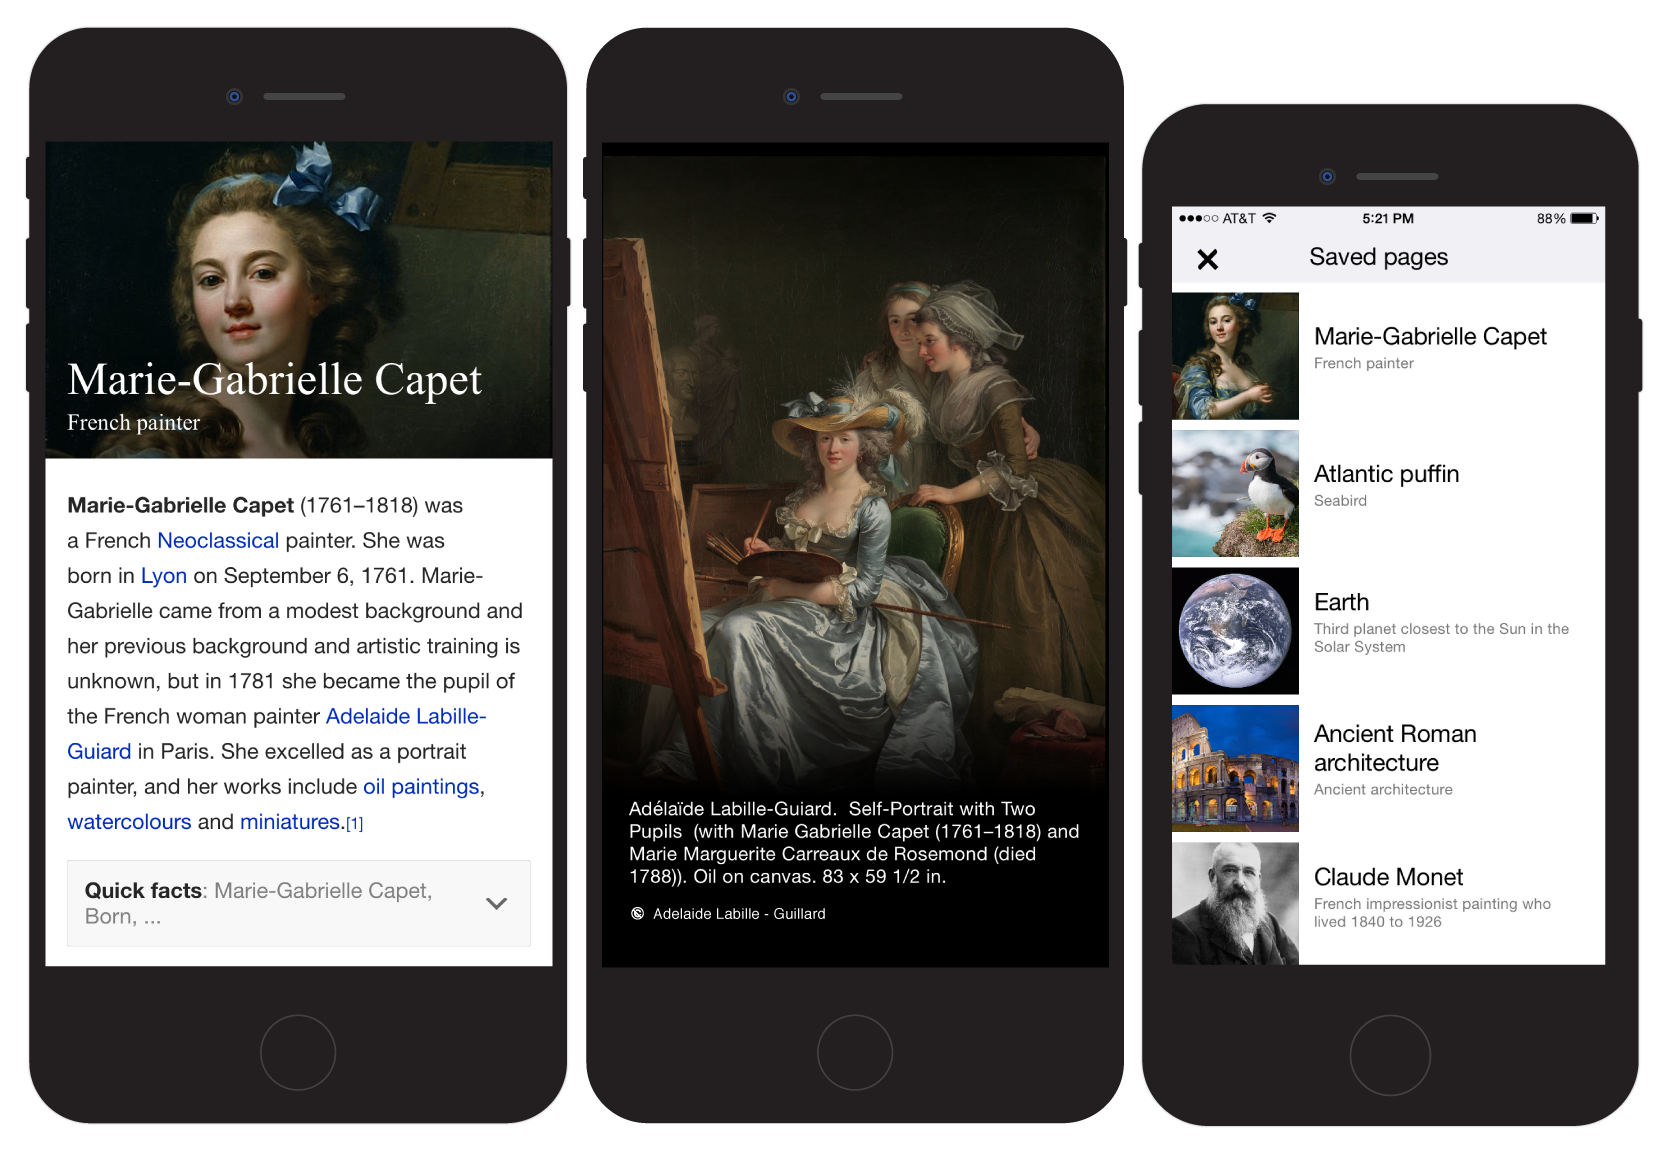 Marie-Gabrielle Capet
French painter
Marie-Gabrielle Capet (1761–1818) was
a French Neoclassical painter. She was
born in Lyon on September 6, 1761. Marie-
Gabrielle came from a modest background and
her previous background and artistic training is
unknown, but in 1781 she became the pupil of
the French woman painter Adelaide Labille-
Guiard in Paris. She excelled as a portrait
painter, and her works include oil paintings,
watercolours and miniatures.[1]
Quick facts: Marie-Gabrielle Capet,
Born, ...
Adélaïde Labille-Guiard.  Self-Portrait with Two
Pupils  (with Marie Gabrielle Capet (1761–1818) and
Marie Marguerite Carreaux de Rosemond (died
1788)). Oil on canvas. 83 x 59 1/2 in.
Adelaide Labille - Guillard
AT&T 5:21 PM 88%
Saved pages
Marie-Gabrielle Capet
French painter
Atlantic puffin
Seabird
Earth
Third planet closest to the Sun in the
Solar System
Ancient Roman
architecture
Ancient architecture
Claude Monet
French impressionist painting who
lived 1840 to 1926